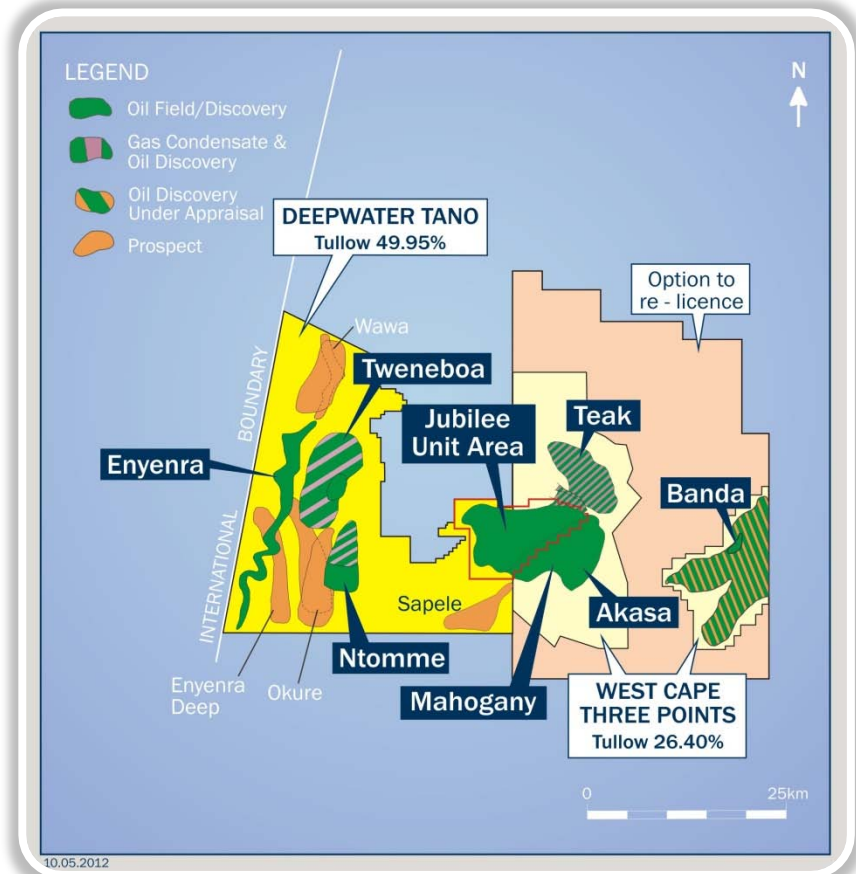 LEGEND
Oil Field/Discovery
Gas Condensate &
Oil Discovery
Oil Discovery
Under Appraisal
Prospect
N
DEEPWATER TANO
Tullow 49.95%
Option to
re - licence
Wawa
Tweneboa
BOUNDARY
Jubilee
Unit Area
Teak
Enyenra
Banda
INTERNATIONAL
Sapele
Akasa
Ntomme
Enyenra
Deep
Okure
Mahogany
WEST CAPE
THREE POINTS
Tullow 26.40%
0
25km
10.05.2012